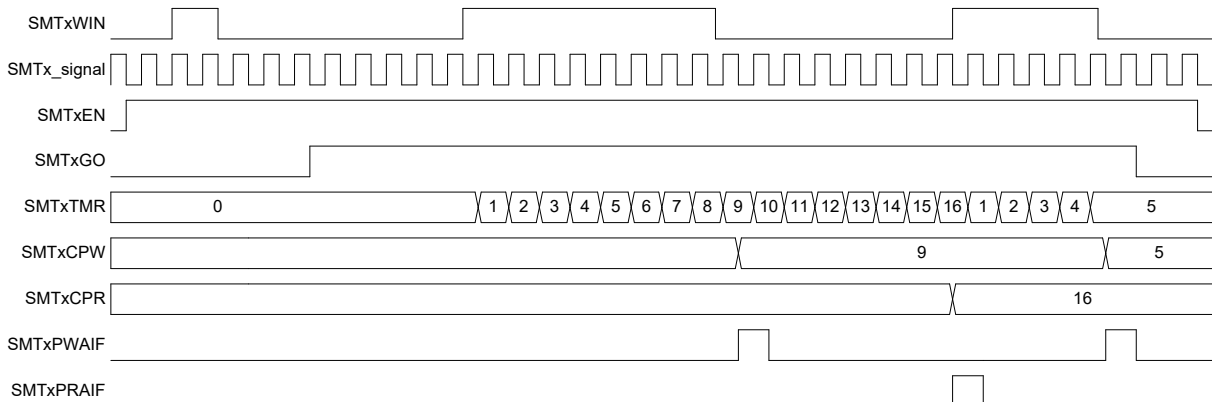 SMTxWIN
SMTx_signal
SMTxEN
SMTxGO
SMTxTMR 0 1 2 3 4 5 6 7 8 9 10 11 12 13 14 15 16 1 2 3 4 5
SMTxCPW 9 5
SMTxCPR 16
SMTxPWAIF
SMTxPRAIF